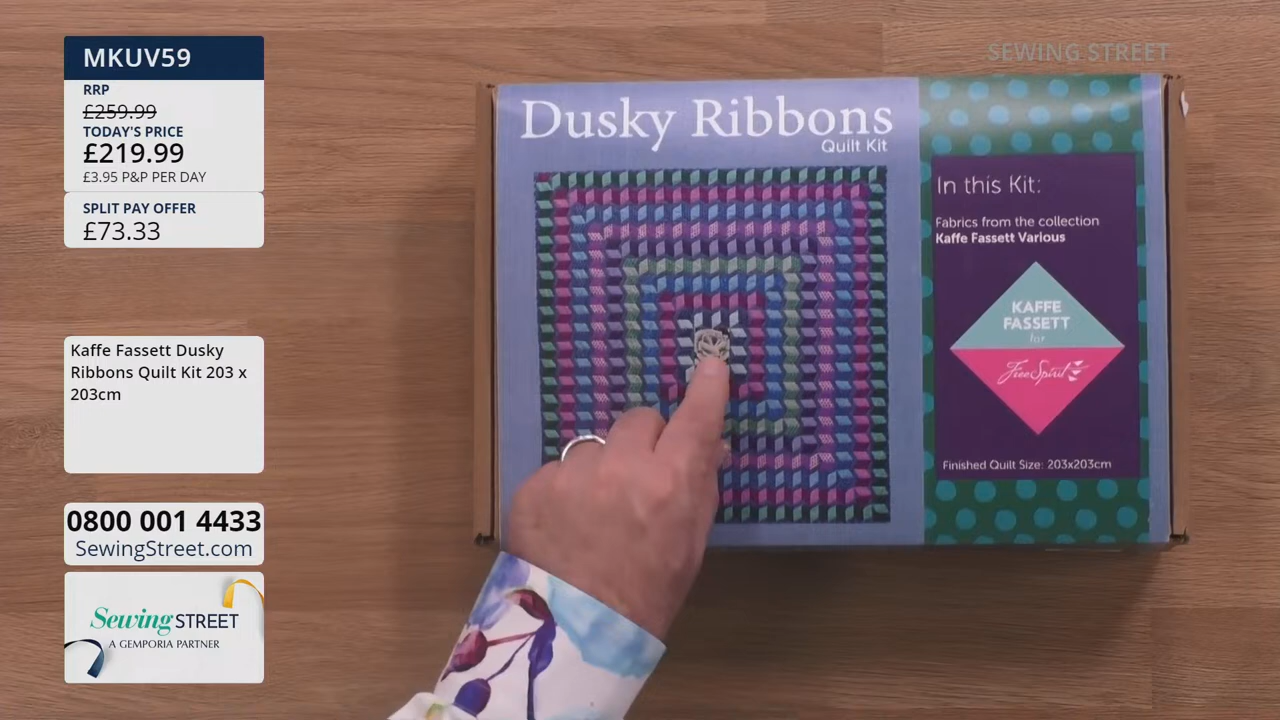 MKUV59
RRP
£259.99
TODAY'S PRICE
£219.99
£3.95 P&P PER DAY
SPLIT PAY OFFER
£73.33
Kaffe Fassett Dusky
Ribbons Quilt Kit 203 x
203cm
0800 001 4433
SewingStreet.com
Sewing STREET
A GEMPORIA PARTNER
SEWING STREET
Dusky Ribbons
Quilt Kit
In this Kit:
Fabrics from the collection
Kaffe Fassett Various
KAFFE
FASSETT
for
FreeSpirit
Finished Quilt Size: 203x203cm